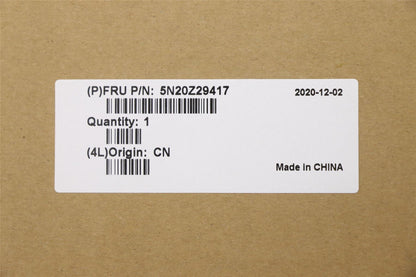 (P)FRU P/N: 5N20Z29417
2020-12-02
Quantity: 1
(4L)Origin: CN
Made in CHINA